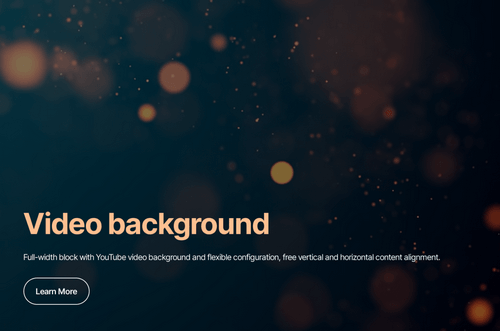 Video background
Full-width block with YouTube video background and flexible configuration, free vertical and horizontal content alignment.
Learn More